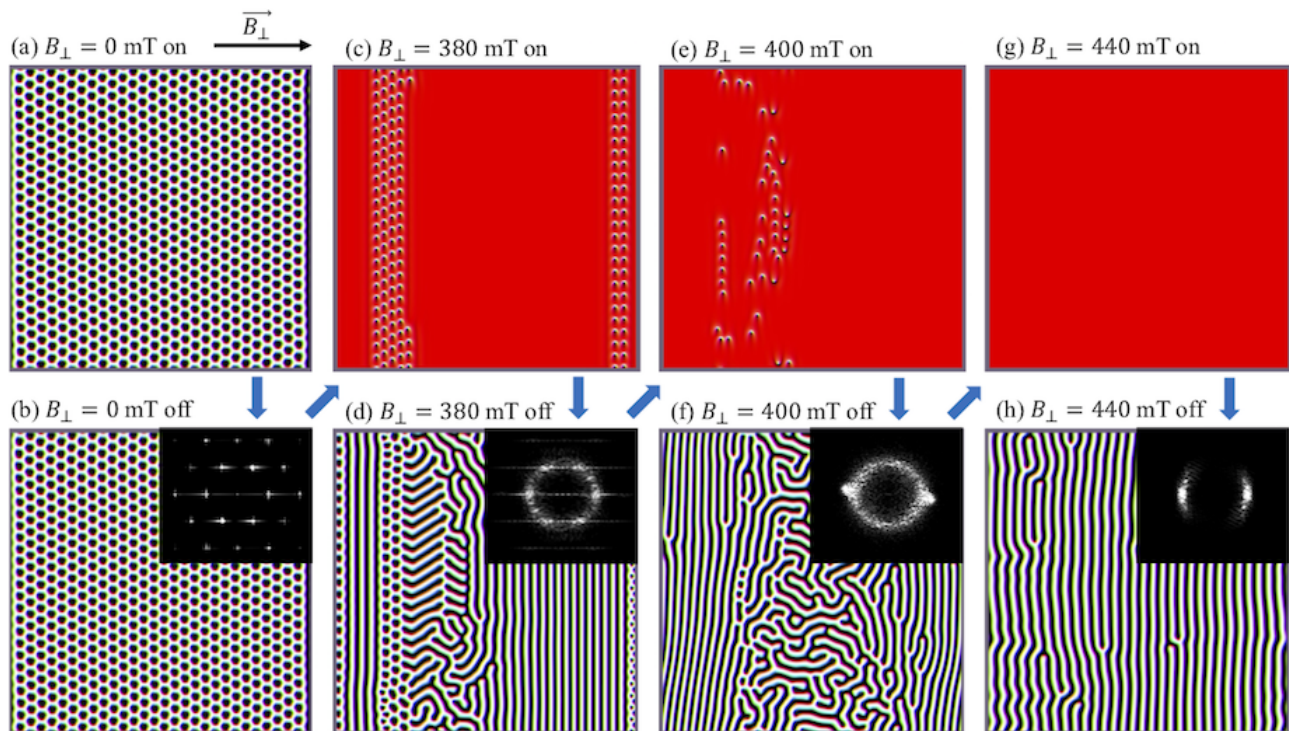 (a) B⊥ = 0 mT on
B⊥
(c) B⊥ = 380 mT on
(e) B⊥ = 400 mT on
(g) B⊥ = 440 mT on
(b) B⊥ = 0 mT off
(d) B⊥ = 380 mT off
(f) B⊥ = 400 mT off
(h) B⊥ = 440 mT off